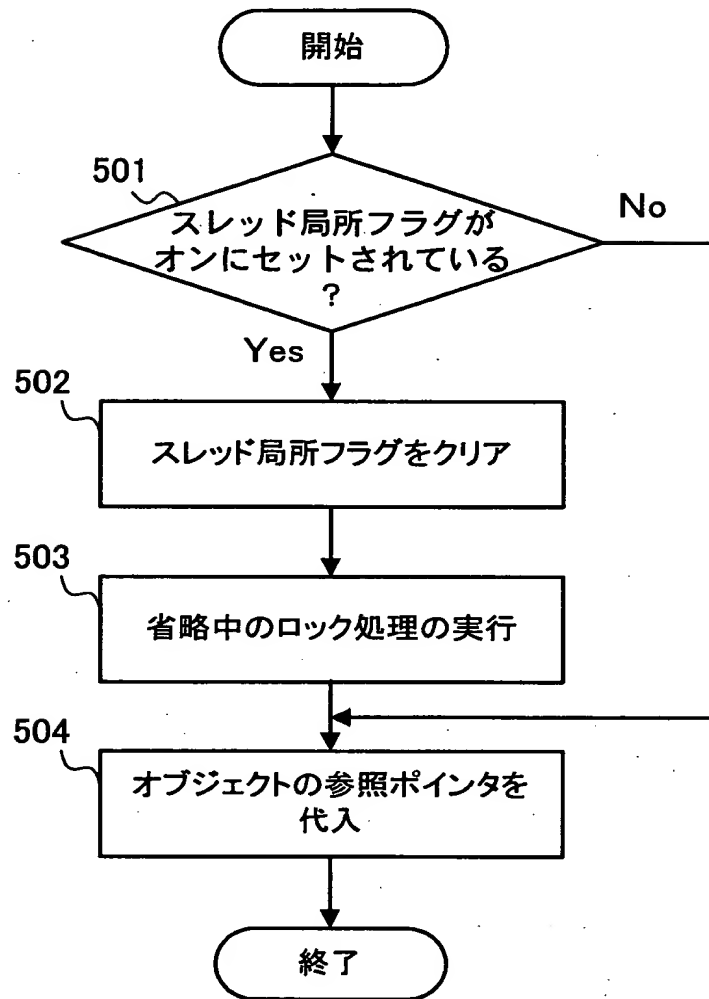 開始
501
スレッド局所フラグが
オンにセットされている
?
No
Yes
502
スレッド局所フラグをクリア
503
省略中のロック処理の実行
504
オブジェクトの参照ポインタを
代入
終了